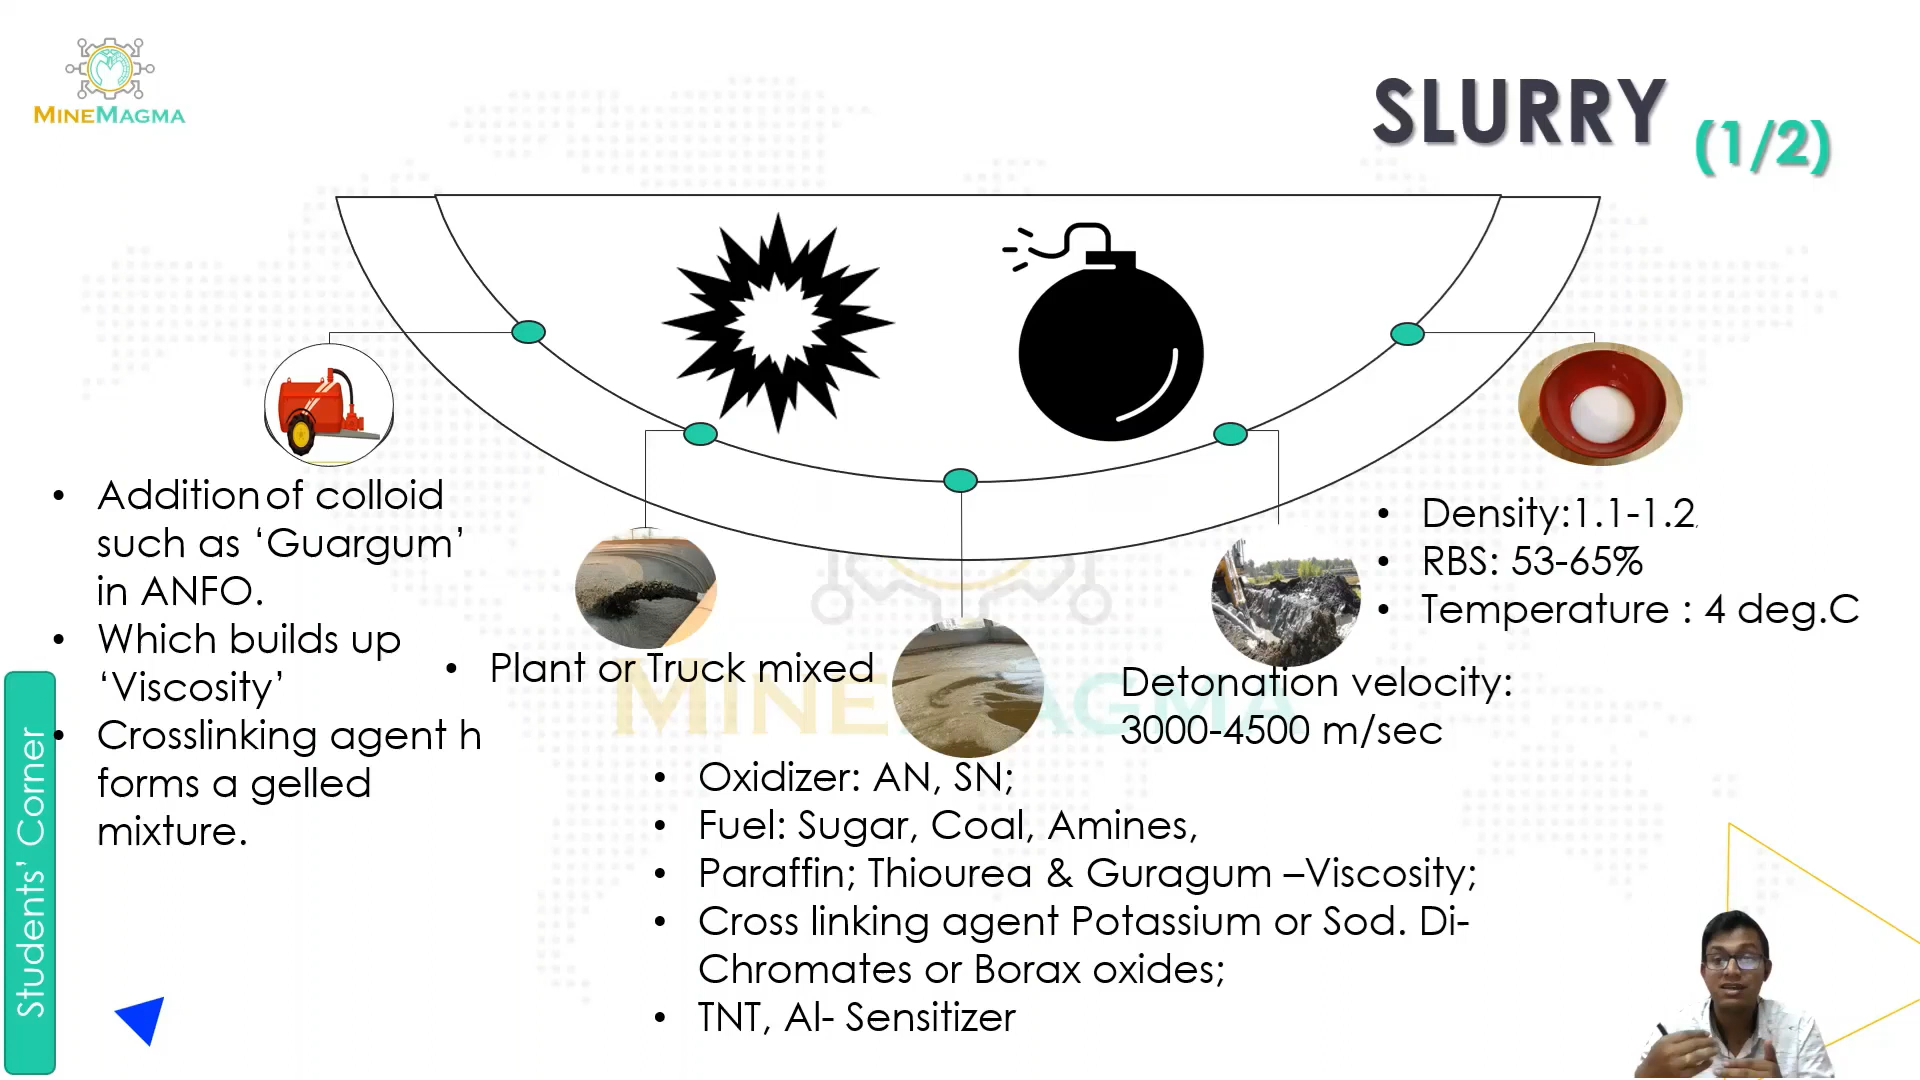 MINEMAGMA
SLURRY (1/2)
• Addition of colloid
such as ‘Guargum’
in ANFO.
• Which builds up
‘Viscosity’
• Crosslinking agent h
forms a gelled
mixture.
• Plant or Truck mixed
• Oxidizer: AN, SN;
• Fuel: Sugar, Coal, Amines,
• Paraffin; Thiourea & Guragum –Viscosity;
• Cross linking agent Potassium or Sod. Di-
Chromates or Borax oxides;
• TNT, Al- Sensitizer
Detonation velocity:
3000-4500 m/sec
• Density:1.1-1.2,
• RBS: 53-65%
• Temperature : 4 deg.C
Students’ Corner
MINEMAGMA